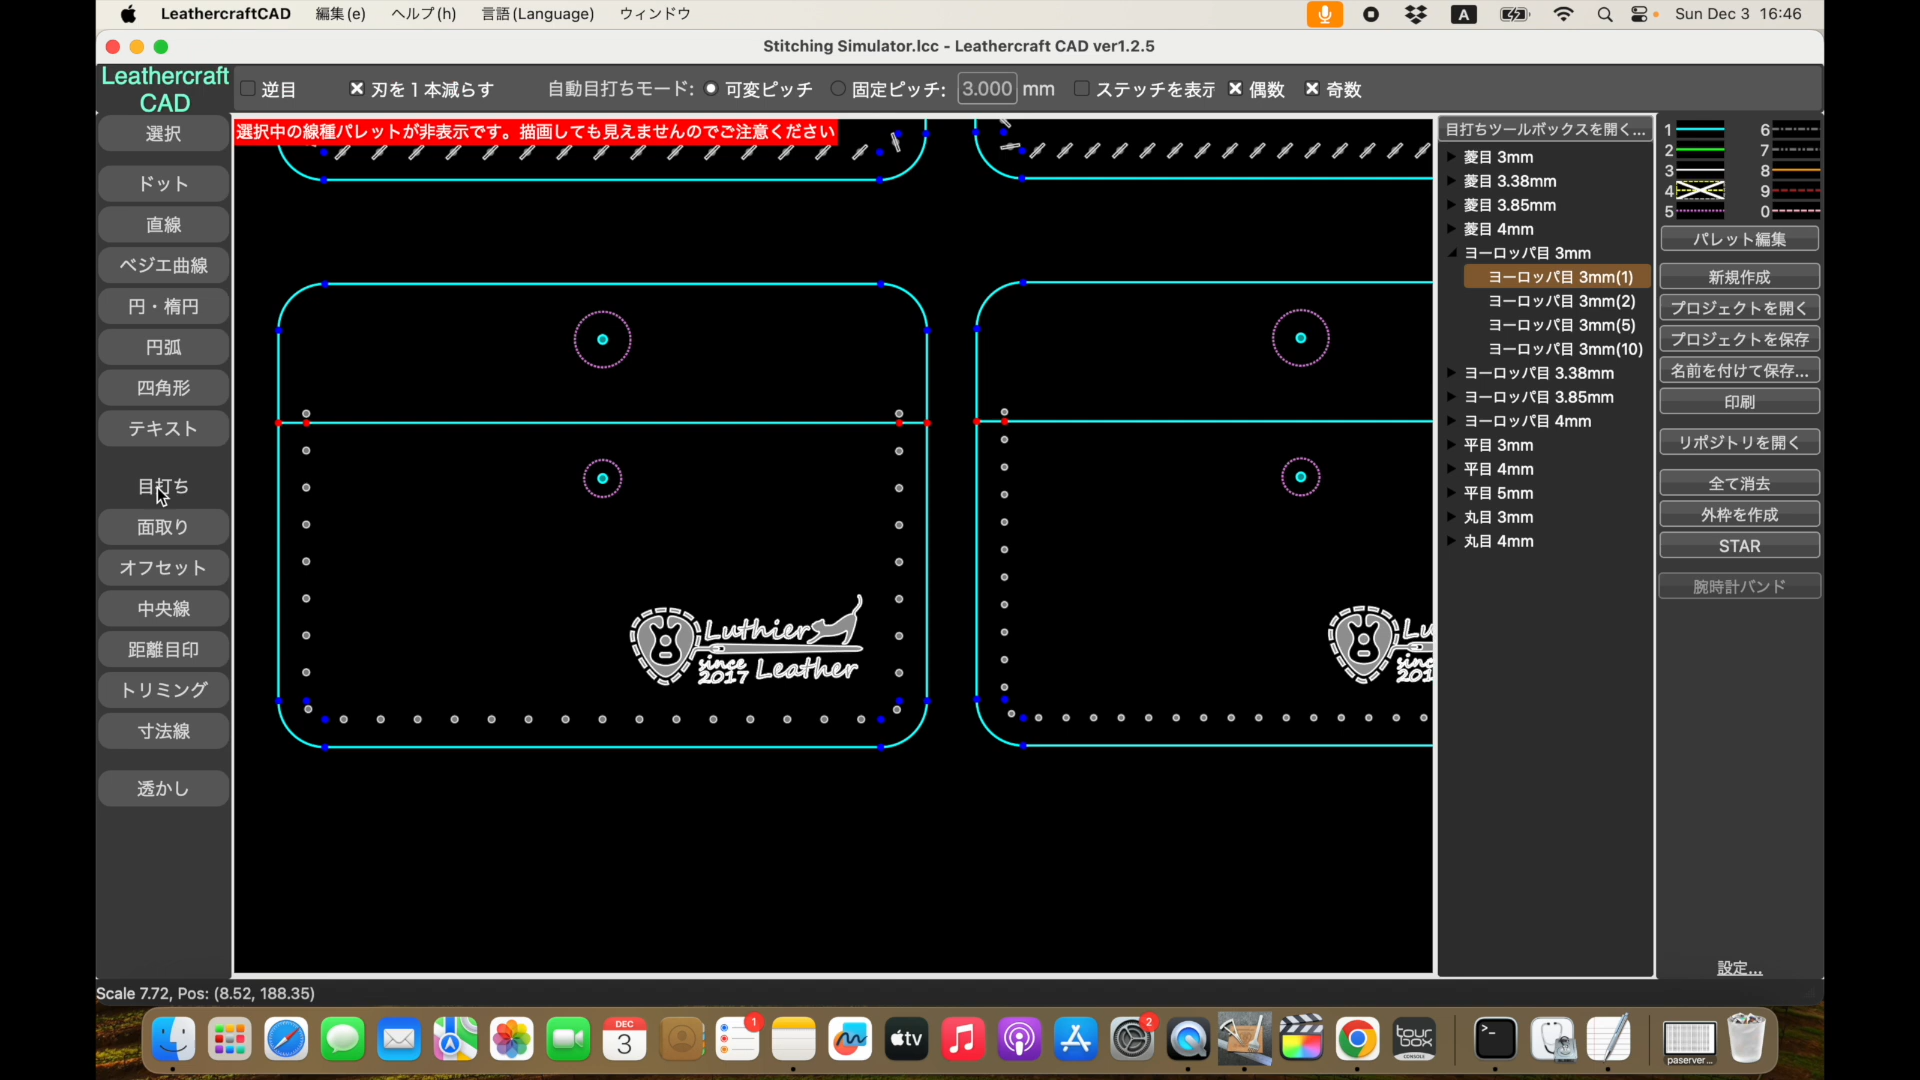 LeathercraftCAD 編集(e) ヘルプ(h) 言語(Language) ウィンドウ A Sun Dec 3 16:46
Stitching Simulator.lcc - Leathercraft CAD ver1.2.5
Leathercraft
CAD
逆目 刃を1本減らす 自動目打ちモード: 可変ピッチ 固定ピッチ: 3.000 mm ステッチを表示 偶数 奇数
選択
ドット
直線
ベジエ曲線
円・楕円
円弧
四角形
テキスト
目打ち
面取り
オフセット
中央線
距離目印
トリミング
寸法線
透かし
選択中の線種パレットが非表示です。描画しても見えませんのでご注意ください
Luthier
since
2017 Leather
Lu
sinc
201
目打ちツールボックスを開く...
菱目 3mm
菱目 3.38mm
菱目 3.85mm
菱目 4mm
ヨーロッパ目 3mm
ヨーロッパ目 3mm(1)
ヨーロッパ目 3mm(2)
ヨーロッパ目 3mm(5)
ヨーロッパ目 3mm(10)
ヨーロッパ目 3.38mm
ヨーロッパ目 3.85mm
ヨーロッパ目 4mm
平目 3mm
平目 4mm
平目 5mm
丸目 3mm
丸目 4mm
1 6
2 7
3 8
4 9
5 0
パレット編集
新規作成
プロジェクトを開く
プロジェクトを保存
名前を付けて保存...
印刷
リポジトリを開く
全て消去
外枠を作成
STAR
腕時計バンド
設定...
Scale 7.72, Pos: (8.52, 188.35)
DEC
3
1
tv
2
tour
box
CONSOLE
>_
paserver...